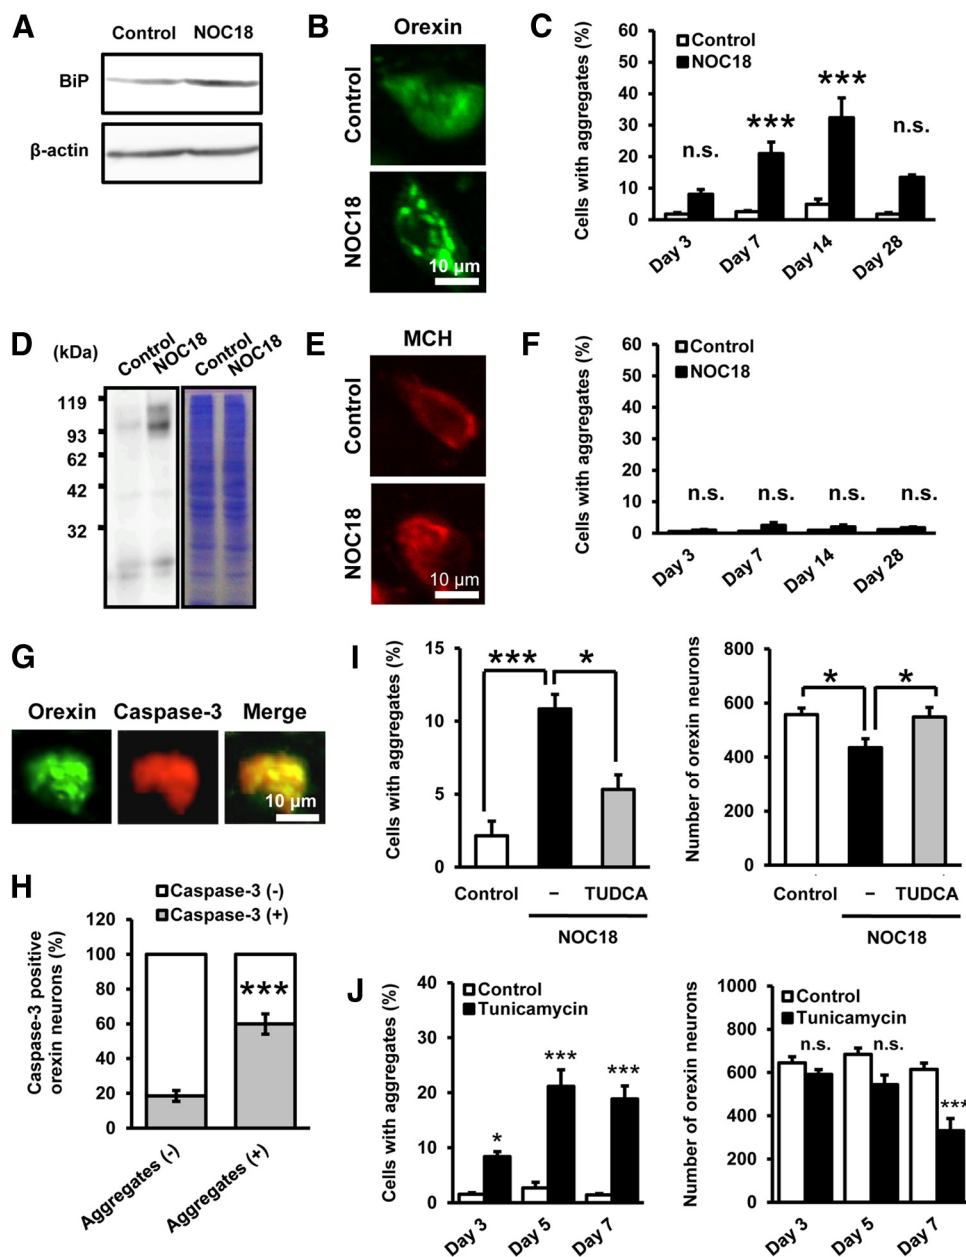 A
Control NOC18
BiP
β-actin
B
Orexin
Control
NOC18
10 µm
C
Cells with aggregates (%)
60
50
40
30
20
10
0
Control
NOC18
n.s.
***
***
n.s.
Day 3 Day 7 Day 14 Day 28
D
(kDa)
Control NOC18 Control NOC18
119
93
62
42
32
E
MCH
Control
NOC18
10 µm
F
Cells with aggregates (%)
60
50
40
30
20
10
0
Control
NOC18
n.s. n.s. n.s. n.s.
Day 3 Day 7 Day 14 Day 28
G
Orexin Caspase-3 Merge
10 µm
H
Caspase-3 (-)
Caspase-3 (+)
Caspase-3 positive
orexin neurons (%)
120
100
80
60
40
20
0
***
Aggregates (-) Aggregates (+)
I
Cells with aggregates (%)
15
10
5
0
*** *
Control – TUDCA
NOC18
Number of orexin neurons
800
600
400
200
0
* *
Control – TUDCA
NOC18
J
Cells with aggregates (%)
40
30
20
10
0
Control
Tunicamycin
*
***
***
Day 3 Day 5 Day 7
Number of orexin neurons
1000
800
600
400
200
0
Control
Tunicamycin
n.s. n.s.
***
Day 3 Day 5 Day 7